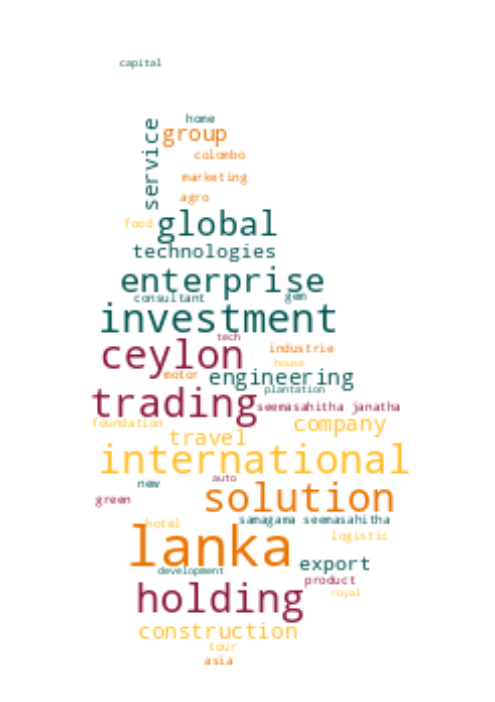 capital
home
service
group
colombo
marketing
agro
food
global
technologies
enterprise
consultant
gem
investment
tech
ceylon
industrie
house
motor
engineering
plantation
trading
seemasahitha janatha
foundation
company
travel
international
auto
new
green
solution
samagama seemasahitha
hotel
logistic
lanka
export
development
product
holding
royal
construction
tour
asia